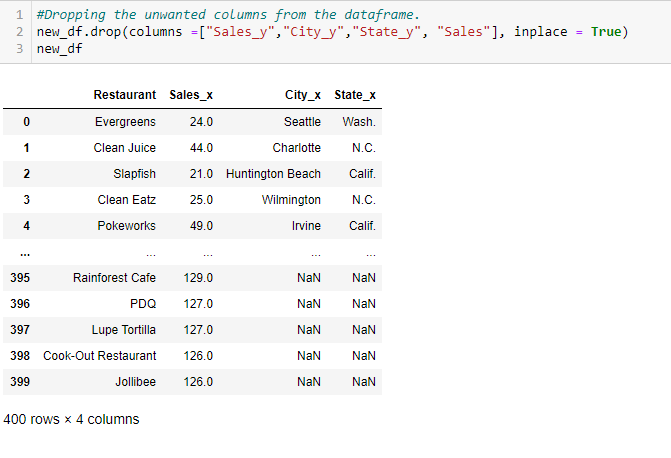 1 #Dropping the unwanted columns from the dataframe.
2 new_df.drop(columns =["Sales_y","City_y","State_y", "Sales"], inplace = True)
3 new_df
Restaurant Sales_x City_x State_x
0 Evergreens 24.0 Seattle Wash.
1 Clean Juice 44.0 Charlotte N.C.
2 Slapfish 21.0 Huntington Beach Calif.
3 Clean Eatz 25.0 Wilmington N.C.
4 Pokeworks 49.0 Irvine Calif.
... ... ... ... ...
395 Rainforest Cafe 129.0 NaN NaN
396 PDQ 127.0 NaN NaN
397 Lupe Tortilla 127.0 NaN NaN
398 Cook-Out Restaurant 126.0 NaN NaN
399 Jollibee 126.0 NaN NaN
400 rows × 4 columns